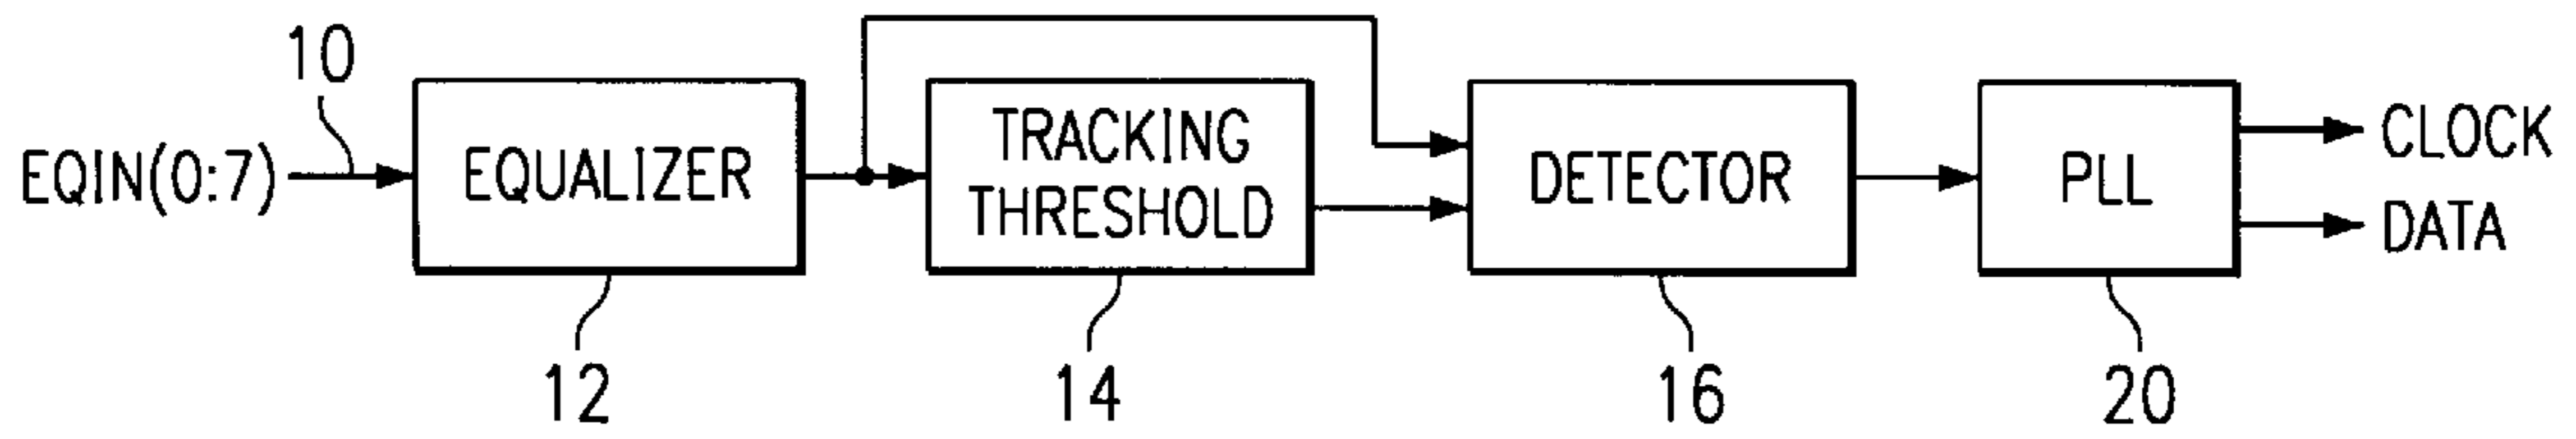 10
EQIN(0:7)
EQUALIZER
TRACKING
THRESHOLD
DETECTOR
PLL
CLOCK
DATA
12
14
16
20